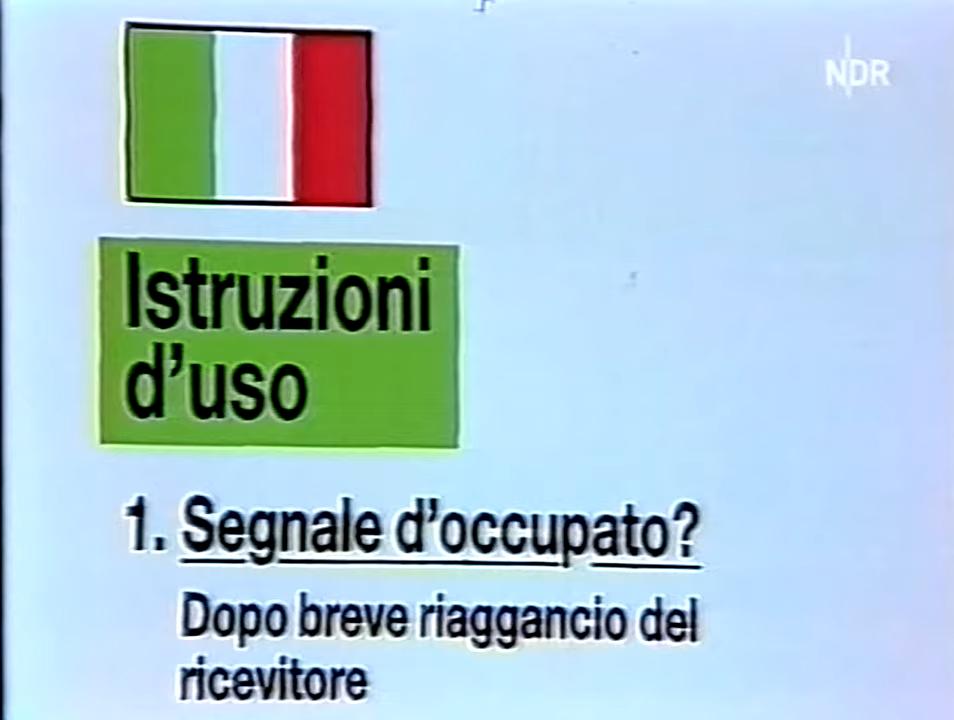 NDR
Istruzioni
d'uso
1. Segnale d'occupato?
Dopo breve riaggancio del
ricevitore